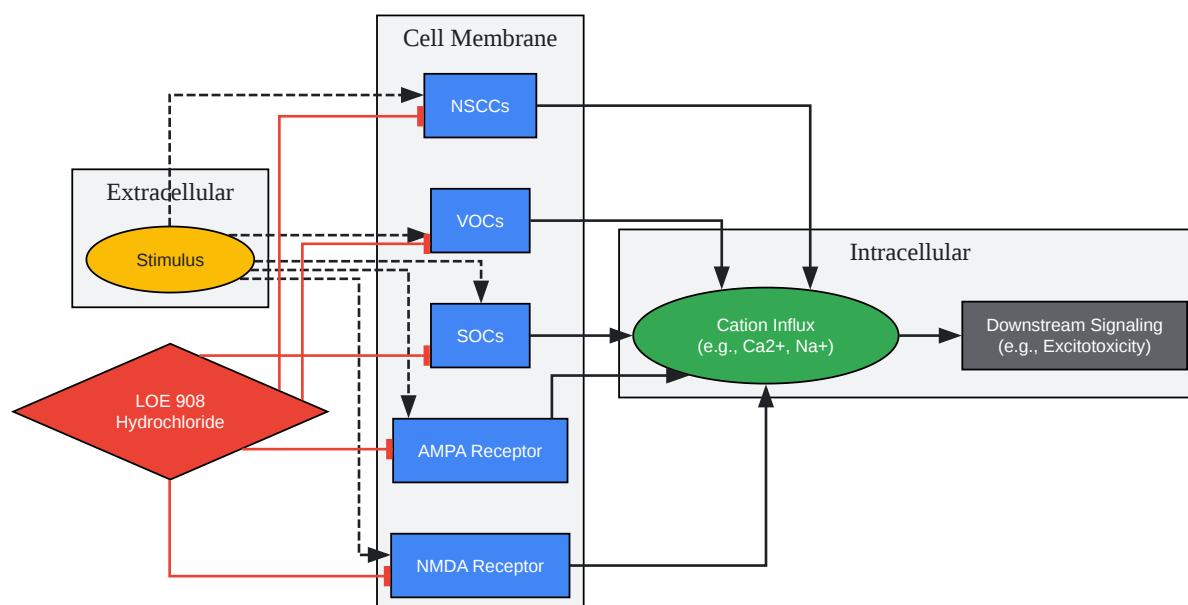 Cell Membrane
NSCCs
Extracellular
VOCs
Stimulus
Intracellular
SOCs
Cation Influx
(e.g., Ca2+, Na+)
Downstream Signaling
(e.g., Excitotoxicity)
LOE 908
Hydrochloride
AMPA Receptor
NMDA Receptor